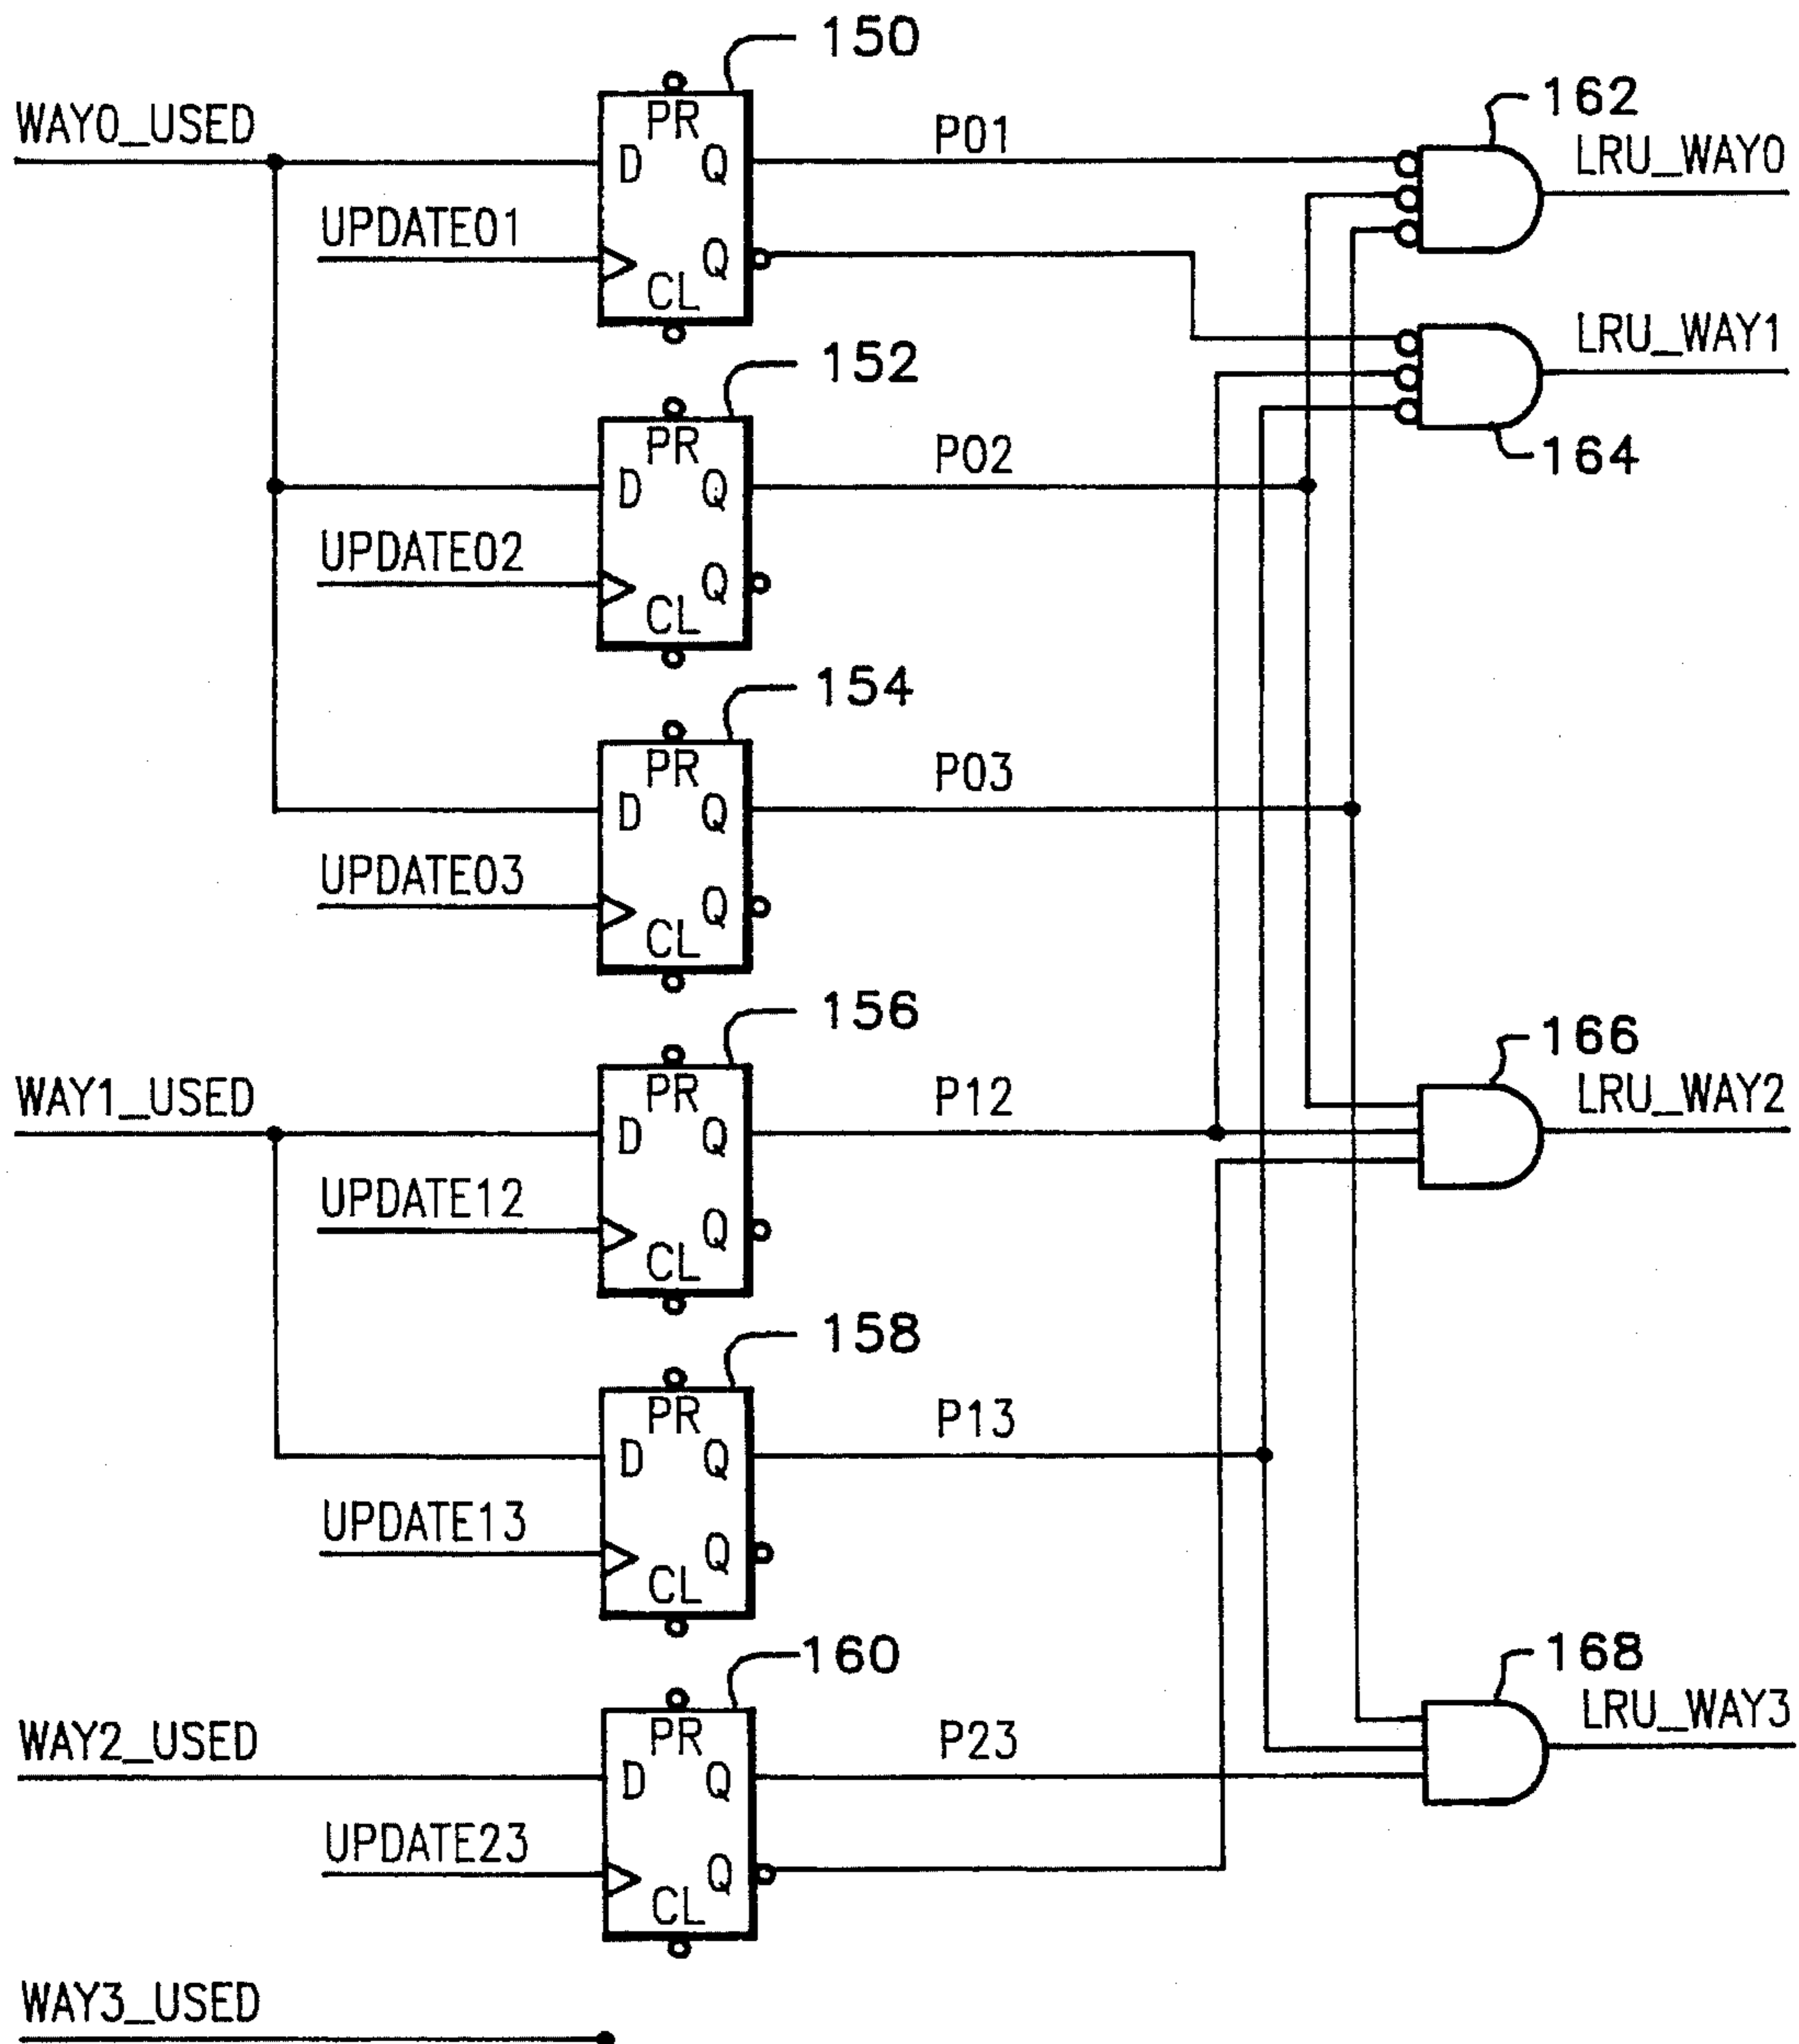 150
WAY0_USED
PR
D Q
P01
UPDATE01
Q
CL
162
LRU_WAY0
LRU_WAY1
164
152
PR
D Q
P02
UPDATE02
Q
CL
154
PR
D Q
P03
UPDATE03
Q
CL
156
WAY1_USED
PR
D Q
P12
UPDATE12
Q
CL
166
LRU_WAY2
158
PR
D Q
P13
UPDATE13
Q
CL
160
WAY2_USED
PR
D Q
P23
UPDATE23
Q
CL
168
LRU_WAY3
WAY3_USED